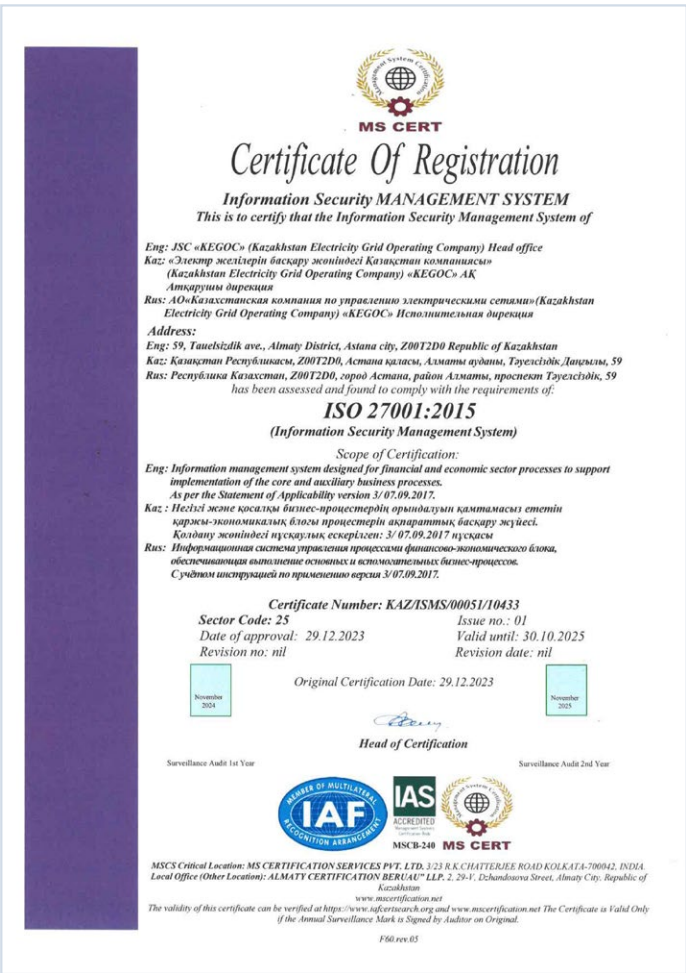 Management System Certification
MS CERT
Certificate Of Registration
Information Security MANAGEMENT SYSTEM
This is to certify that the Information Security Management System of
Eng: JSC «KEGOC» (Kazakhstan Electricity Grid Operating Company) Head office
Kaz: «Электр желілерін басқару жөніндегі Қазақстан компаниясы»
(Kazakhstan Electricity Grid Operating Company) «KEGOC» АҚ
Атқарушы дирекция
Rus: АО«Казахстанская компания по управлению электрическими сетями»(Kazakhstan
Electricity Grid Operating Company) «KEGOC» Исполнительная дирекция
Address:
Eng: 59, Tauelsizdik ave., Almaty District, Astana city, Z00T2D0 Republic of Kazakhstan
Kaz: Қазақстан Республикасы, Z00T2D0, Астана қаласы, Алматы ауданы, Тәуелсіздік Даңғылы, 59
Rus: Республика Казахстан, Z00T2D0, город Астана, район Алматы, проспект Тәуелсіздік, 59
has been assessed and found to comply with the requirements of:
ISO 27001:2015
(Information Security Management System)
Scope of Certification:
Eng: Information management system designed for financial and economic sector processes to support
implementation of the core and auxiliary business processes.
As per the Statement of Applicability version 3/ 07.09.2017.
Kaz : Негізгі және қосалқы бизнес-процестердің орындалуын қамтамасыз ететін
қаржы-экономикалық блогы процестерін ақпараттық басқару жүйесі.
Қолдану жөніндегі нұсқаулық ескерілген: 3/ 07.09.2017 нұсқасы
Rus: Информационная система управления процессами финансово-экономического блока,
обеспечивающая выполнение основных и вспомогательных бизнес-процессов.
С учётом инструкцией по применению версия 3/ 07.09.2017.
Certificate Number: KAZ/ISMS/00051/10433
Sector Code: 25 Issue no.: 01
Date of approval: 29.12.2023 Valid until: 30.10.2025
Revision no: nil Revision date: nil
Original Certification Date: 29.12.2023
November
2024
November
2025
Head of Certification
Surveillance Audit 1st Year Surveillance Audit 2nd Year
MEMBER OF MULTILATERAL
IAF
RECOGNITION ARRANGEMENT
IAS
ACCREDITED
Management Systems
Certification Body
MSCB-240
Management System Certification
MS CERT
MSCS Critical Location: MS CERTIFICATION SERVICES PVT. LTD. 3/23 R.K.CHATTERJEE ROAD KOLKATA-700042, INDIA.
Local Office (Other Location): ALMATY CERTIFICATION BERUAU" LLP. 2, 29-V, Dzhandosova Street, Almaty City, Republic of
Kazakhstan
www.mscertification.net
The validity of this certificate can be verified at https://www.iafcertsearch.org and www.mscertification.net The Certificate is Valid Only
if the Annual Surveillance Mark is Signed by Auditor on Original.
F60.rev.05